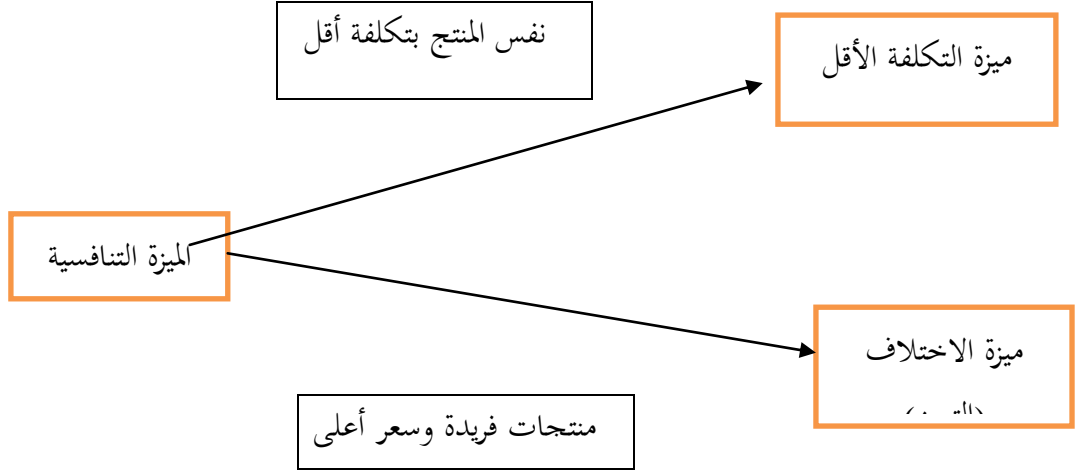 نفس المنتج بتكلفة أقل
ميزة التكلفة الأقل
الميزة التنافسية
ميزة الاختلاف
منتجات فريدة وسعر أعلى